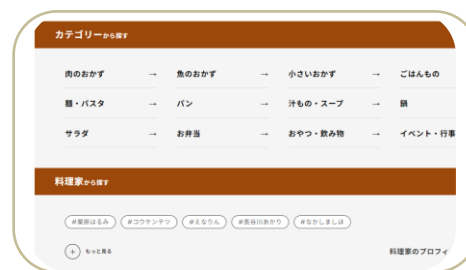 カテゴリーから探す
肉のおかず → 魚のおかず → 小さいおかず → ごはんもの
麺・パスタ → パン → 汁もの・スープ → 鍋
サラダ → お弁当 → おやつ・飲み物 → イベント・行事
料理家から探す
#栗原はるみ #コウケンテツ #えなりん #長谷川あかり #なかしましほ
+ もっと見る 料理家のプロフィ